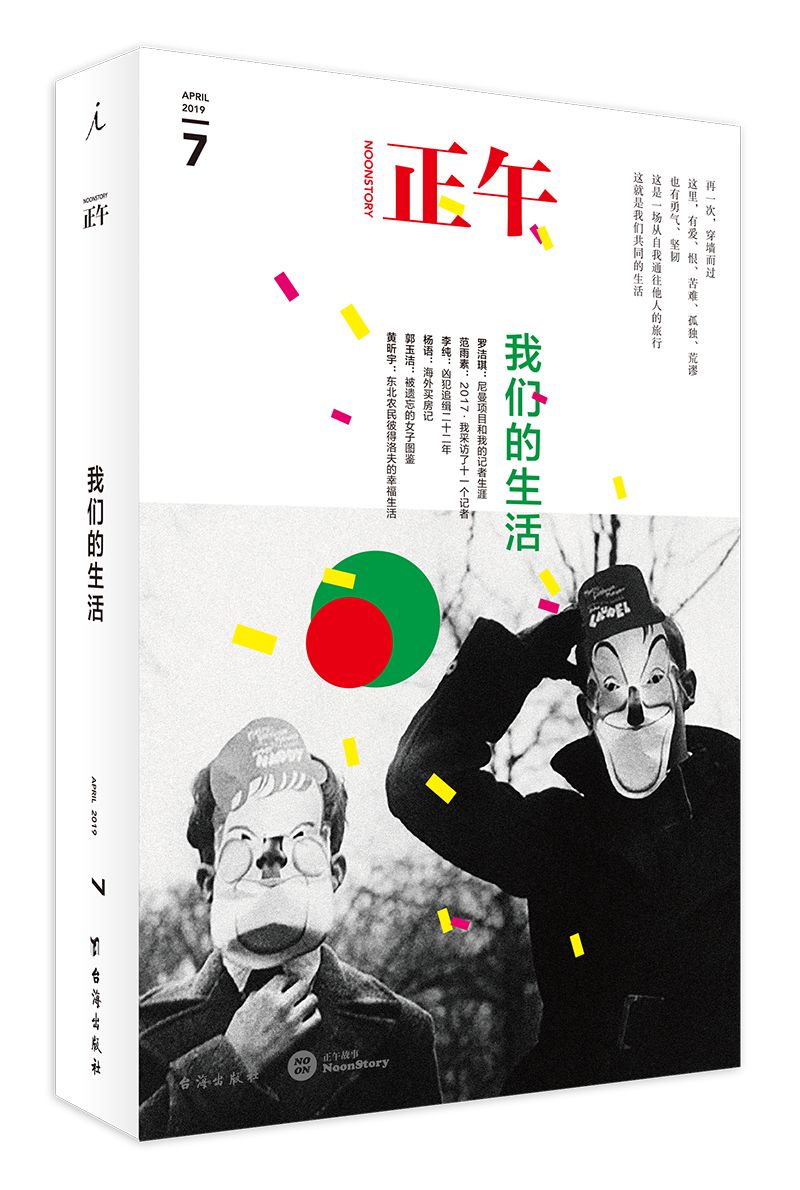 APRIL
2019
7
NOONSTORY
正午
再一次,穿墙而过
这里,有爱、恨、苦难、孤独、荒谬
也有勇气、坚韧
这是一场从自我通往他人的旅行
这就是我们共同的生活
我们的生活
罗洁琪:尼曼项目和我的记者生涯
范雨素:2017·我采访了十一个记者
李纯:凶犯追缉二十二年
杨语:海外买房记
郭玉洁:被遗忘的女子图鉴
黄昕宇:东北农民彼得洛夫的幸福生活
台海出版社
NO
ON
正午故事
NoonStory
NOONSTORY
正午
我们的生活
APRIL 2019
7
台海出版社